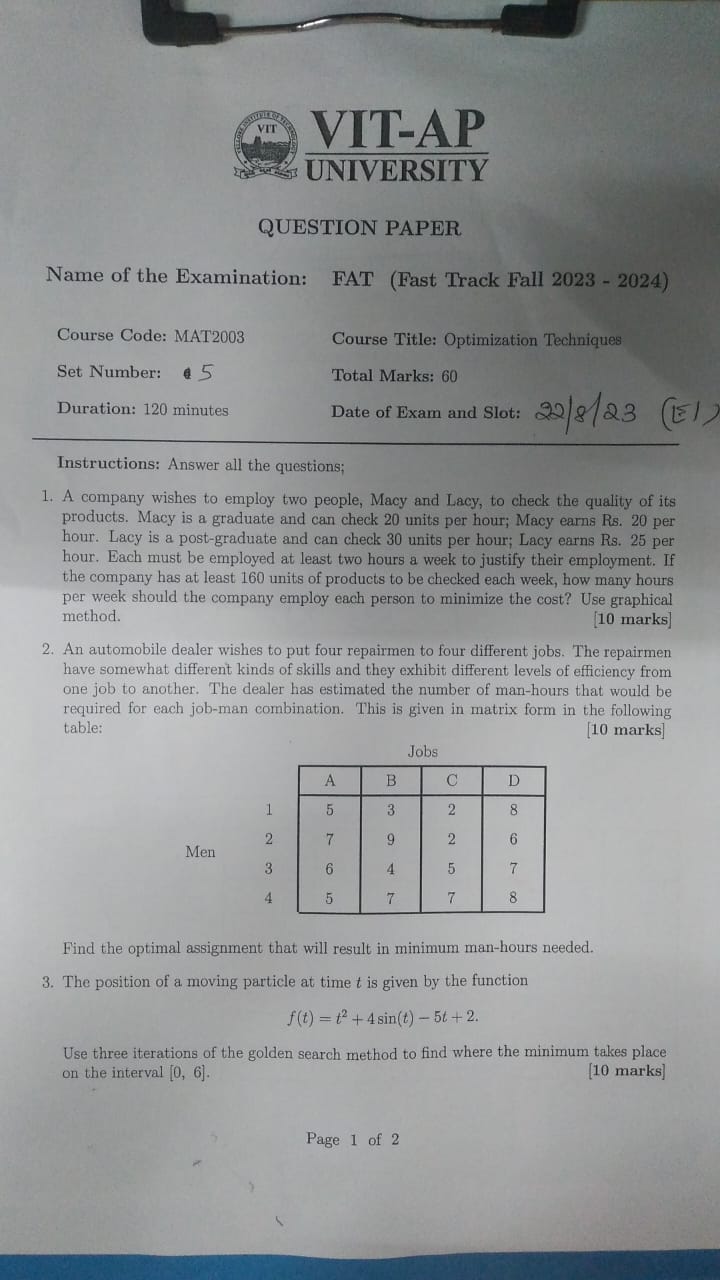 VIT
VIT-AP
UNIVERSITY
QUESTION PAPER
Name of the Examination: FAT (Fast Track Fall 2023 - 2024)
Course Code: MAT2003 Course Title: Optimization Techniques
Set Number: 5 Total Marks: 60
Duration: 120 minutes Date of Exam and Slot: 22/8/23 (E1)
Instructions: Answer all the questions;
1. A company wishes to employ two people, Macy and Lacy, to check the quality of its
products. Macy is a graduate and can check 20 units per hour; Macy earns Rs. 20 per
hour. Lacy is a post-graduate and can check 30 units per hour; Lacy earns Rs. 25 per
hour. Each must be employed at least two hours a week to justify their employment. If
the company has at least 160 units of products to be checked each week, how many hours
per week should the company employ each person to minimize the cost? Use graphical
method. [10 marks]
2. An automobile dealer wishes to put four repairmen to four different jobs. The repairmen
have somewhat different kinds of skills and they exhibit different levels of efficiency from
one job to another. The dealer has estimated the number of man-hours that would be
required for each job-man combination. This is given in matrix form in the following
table: [10 marks]
Jobs
A B C D
1 5 3 2 8
2 7 9 2 6
Men
3 6 4 5 7
4 5 7 7 8
Find the optimal assignment that will result in minimum man-hours needed.
3. The position of a moving particle at time t is given by the function
f(t) = t² + 4 sin(t) − 5t + 2.
Use three iterations of the golden search method to find where the minimum takes place
on the interval [0, 6]. [10 marks]
Page 1 of 2